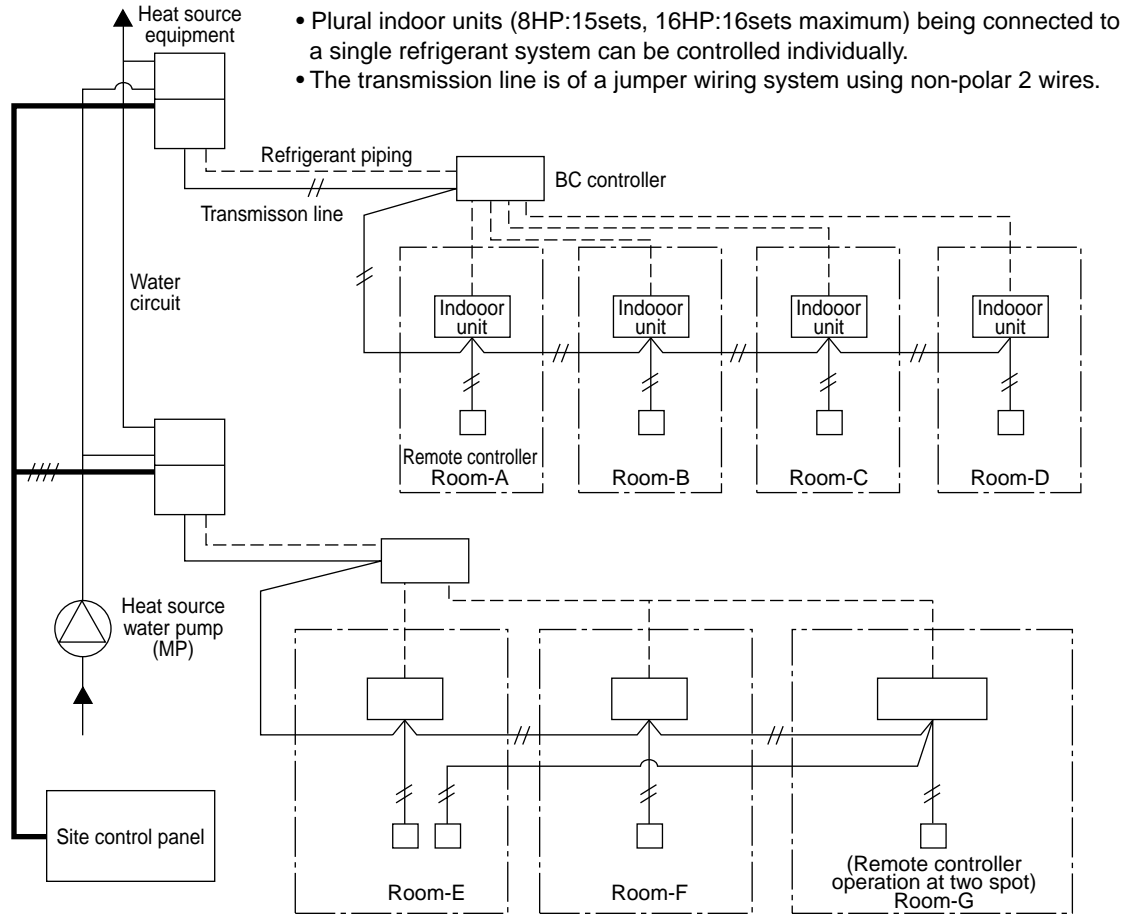 Heat source
equipment
• Plural indoor units (8HP:15sets, 16HP:16sets maximum) being connected to
a single refrigerant system can be controlled individually.
• The transmission line is of a jumper wiring system using non-polar 2 wires.
Refrigerant piping
BC controller
Transmisson line
Water
circuit
Indooor
unit
Indooor
unit
Indooor
unit
Indooor
unit
Remote controller
Room-A
Room-B
Room-C
Room-D
Heat source
water pump
(MP)
Site control panel
Room-E
Room-F
(Remote controller
operation at two spot)
Room-G